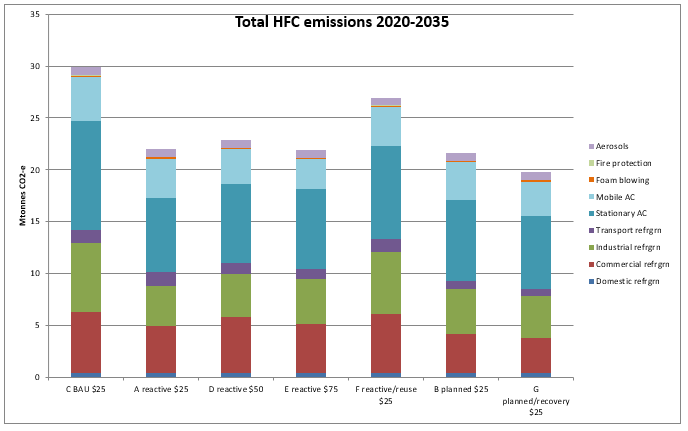 Total HFC emissions 2020-2035
35
30
25
20
15
10
5
0
Mtonnes CO2-e
C BAU $25
A reactive $25
D reactive $50
E reactive $75
F reactive/reuse
$25
B planned $25
G
planned/recovery
$25
Aerosols
Fire protection
Foam blowing
Mobile AC
Stationary AC
Transport refrgrn
Industrial refrgrn
Commercial refrgrn
Domestic refrgrn